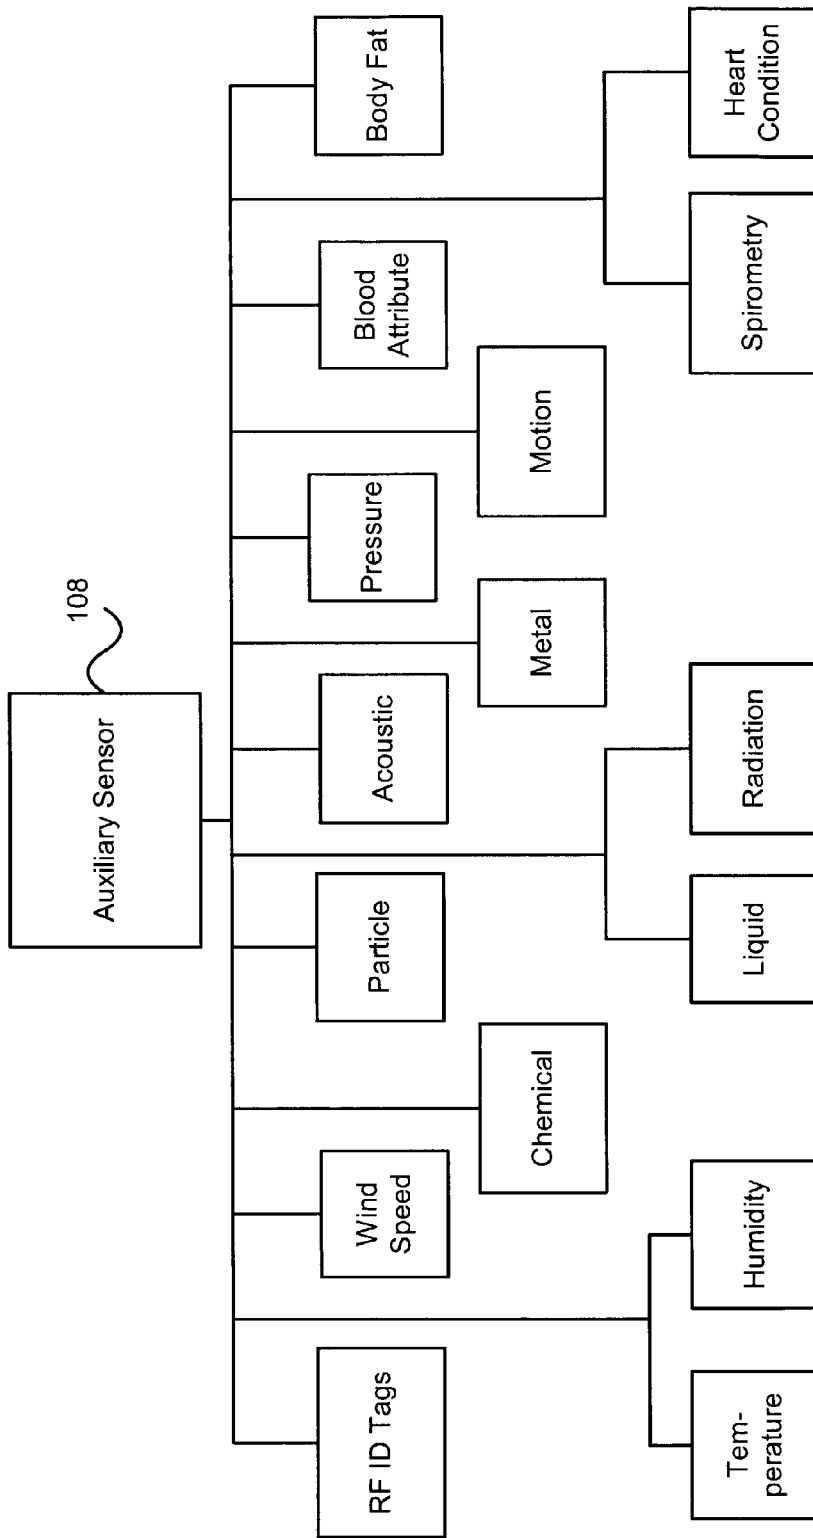 Auxiliary Sensor
108
RF ID Tags
Wind
Speed
Particle
Acoustic
Pressure
Blood
Attribute
Body Fat
Chemical
Metal
Motion
Tem-
perature
Humidity
Liquid
Radiation
Spirometry
Heart
Condition